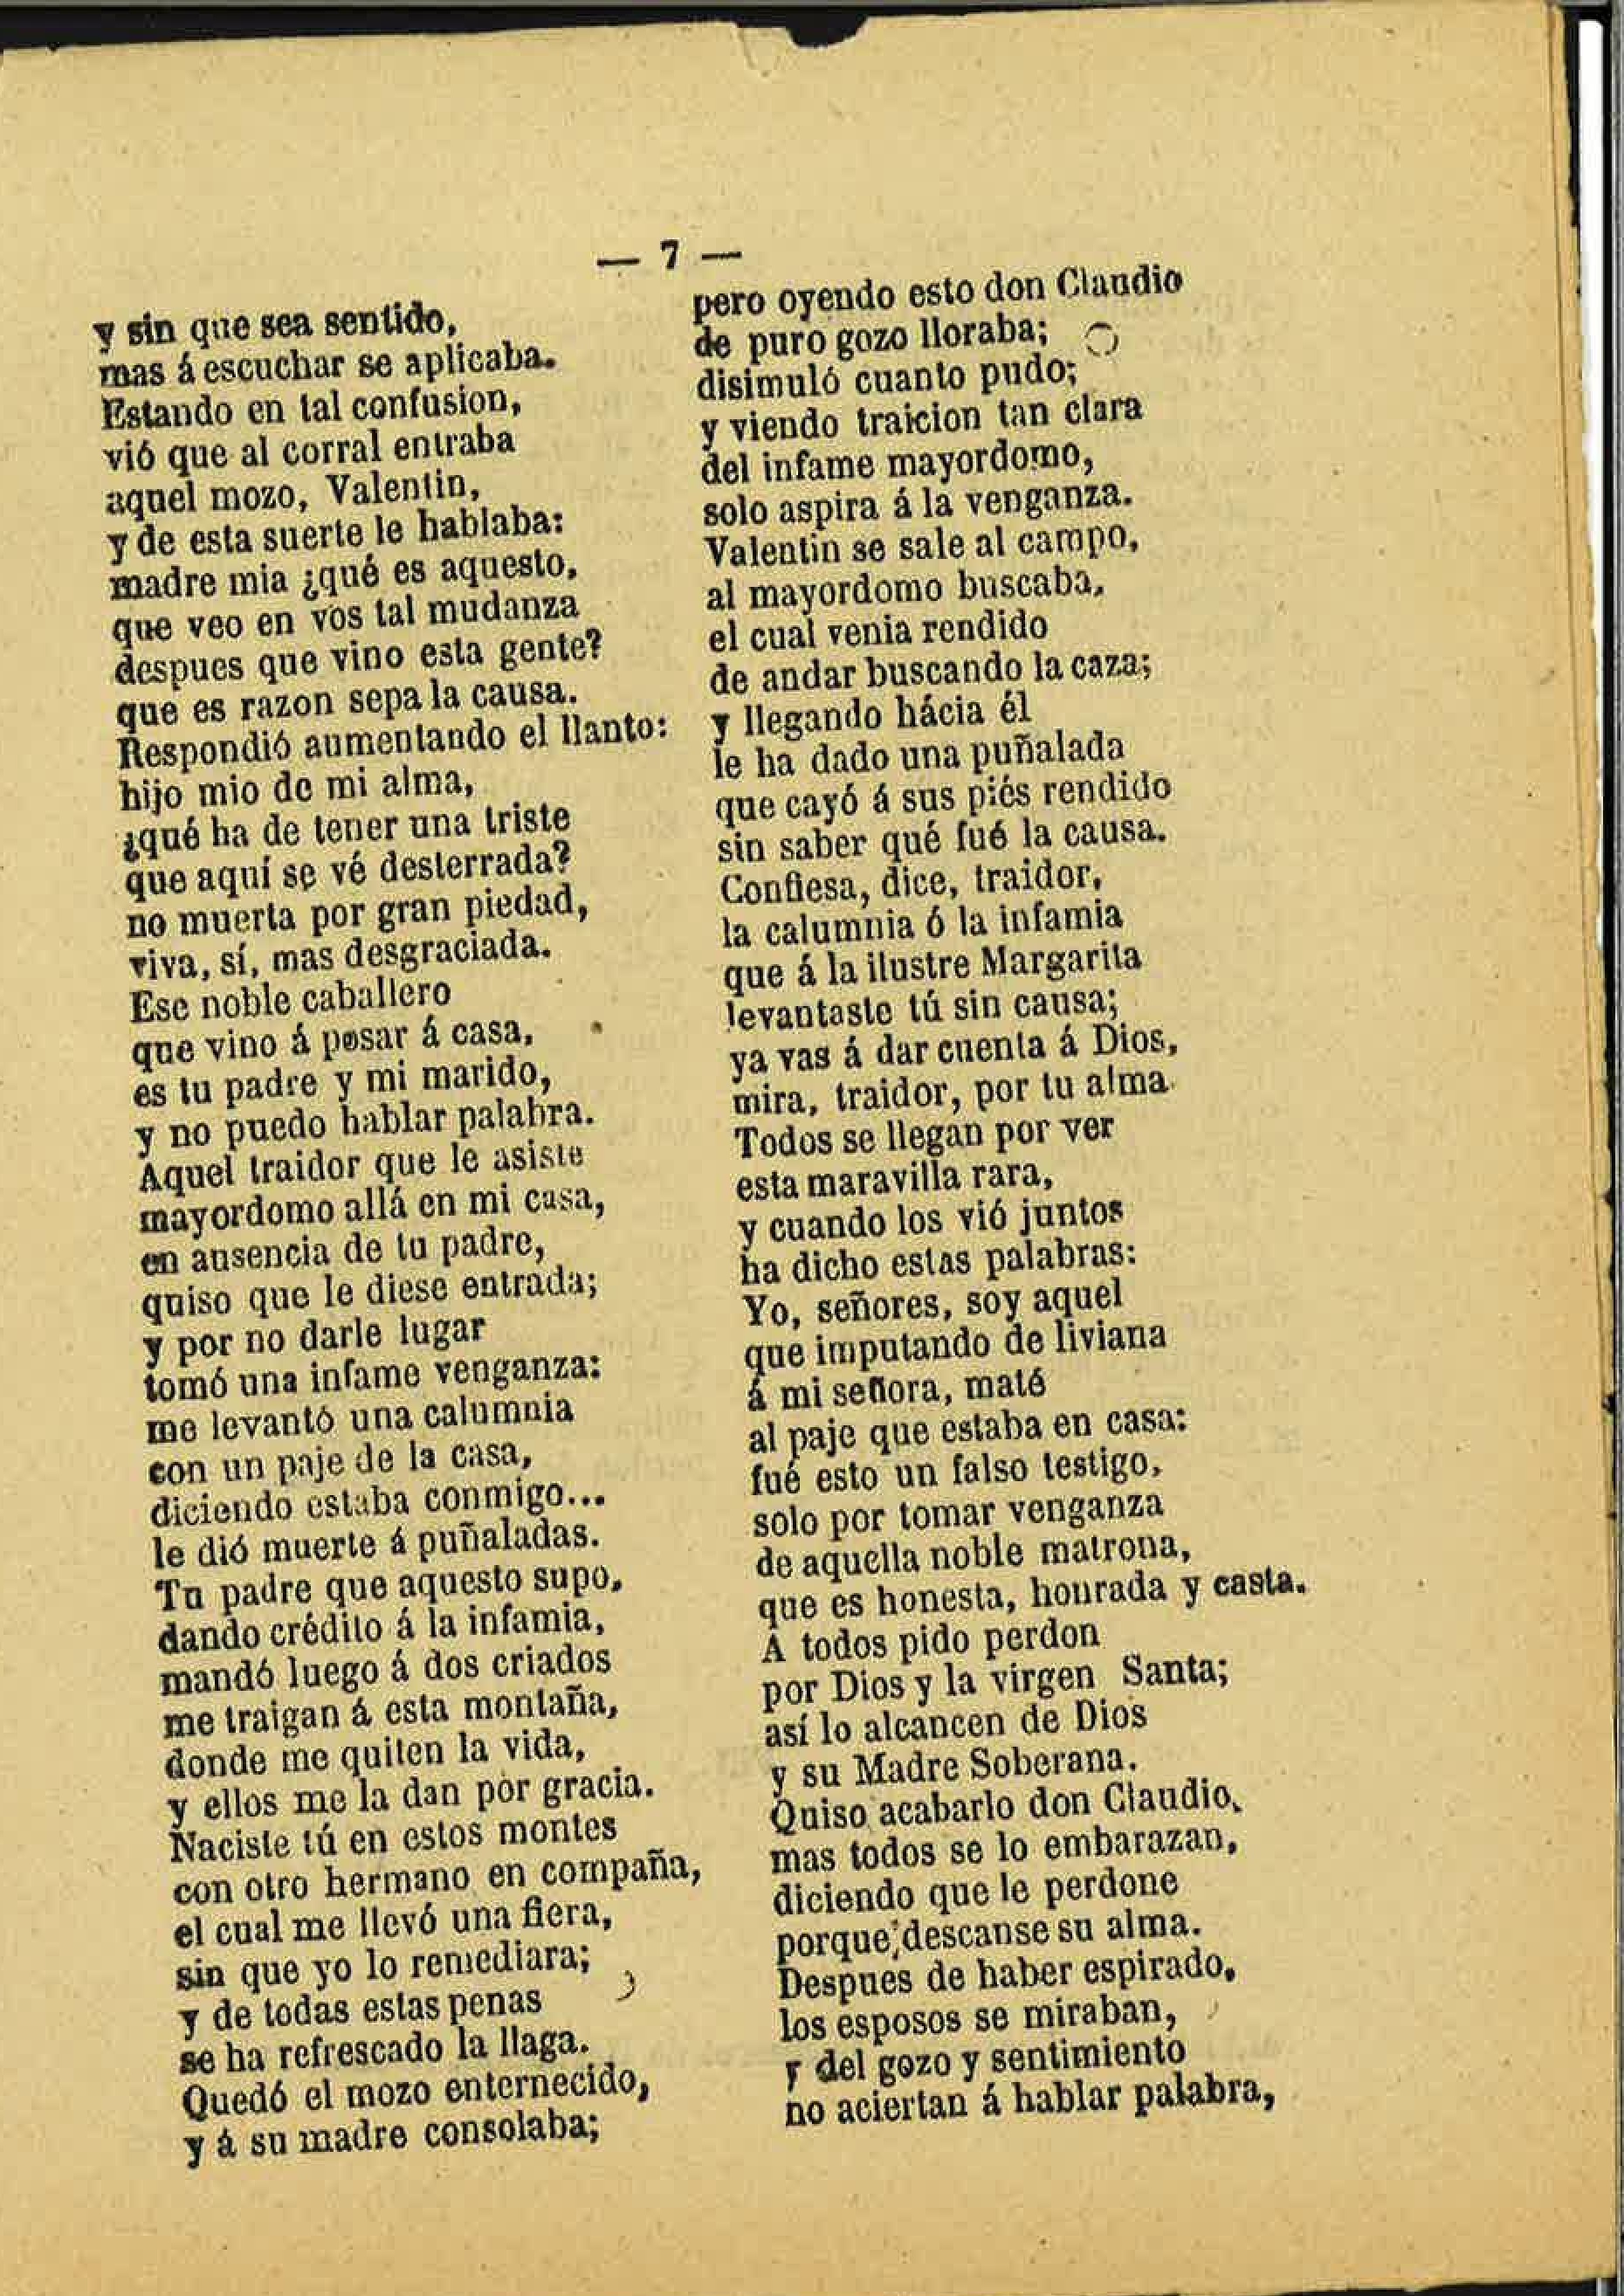 — 7 —
y sin que sea sentido,
mas á escuchar se aplicaba.
Estando en tal confusion,
vió que al corral entraba
aquel mozo, Valentin,
y de esta suerte le hablaba:
madre mia ¿qué es aquesto,
que veo en vos tal mudanza
despues que vino esta gente?
que es razon sepa la causa.
Respondió aumentando el llanto:
hijo mio de mi alma,
¿qué ha de tener una triste
que aquí se vé desterrada?
no muerta por gran piedad,
viva, sí, mas desgraciada.
Ese noble caballero
que vino á posar á casa,
es tu padre y mi marido,
y no puedo hablar palabra.
Aquel traidor que le asiste
mayordomo allá en mi casa,
en ausencia de tu padre,
quiso que le diese entrada;
y por no darle lugar
tomó una infame venganza:
me levantó una calumnia
con un paje de la casa,
diciendo estaba conmigo...
le dió muerte á puñaladas.
Tu padre que aquesto supo,
dando crédito á la infamia,
mandó luego á dos criados
me traigan á esta montaña,
donde me quiten la vida,
y ellos me la dan por gracia.
Naciste tú en estos montes
con otro hermano en compaña,
el cual me llevó una fiera,
sin que yo lo remediara;
y de todas estas penas
se ha refrescado la llaga.
Quedó el mozo enternecido,
y á su madre consolaba;
pero oyendo esto don Claudio
de puro gozo lloraba;
disimuló cuanto pudo;
y viendo traicion tan clara
del infame mayordomo,
solo aspira á la venganza.
Valentin se sale al campo,
al mayordomo buscaba,
el cual venia rendido
de andar buscando la caza;
y llegando hácia él
le ha dado una puñalada
que cayó á sus piés rendido
sin saber qué fué la causa.
Confiesa, dice, traidor,
la calumnia ó la infamia
que á la ilustre Margarita
levantaste tú sin causa;
ya vas á dar cuenta á Dios,
mira, traidor, por tu alma.
Todos se llegan por ver
esta maravilla rara,
y cuando los vió juntos
ha dicho estas palabras:
Yo, señores, soy aquel
que imputando de liviana
á mi señora, maté
al paje que estaba en casa:
fué esto un falso testigo,
solo por tomar venganza
de aquella noble matrona,
que es honesta, honrada y casta.
A todos pido perdon
por Dios y la virgen Santa;
así lo alcancen de Dios
y su Madre Soberana.
Quiso acabarlo don Claudio,
mas todos se lo embarazan,
diciendo que le perdone
porque descanse su alma.
Despues de haber espirado,
los esposos se miraban,
y del gozo y sentimiento
no aciertan á hablar palabra,